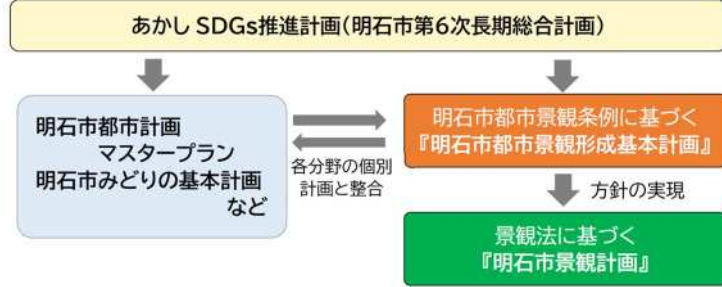 あかし SDGs推進計画(明石市第6次長期総合計画)
明石市都市計画
マスタープラン
明石市みどりの基本計画
など
各分野の個別
計画と整合
明石市都市景観条例に基づく
『明石市都市景観形成基本計画』
方針の実現
景観法に基づく
『明石市景観計画』